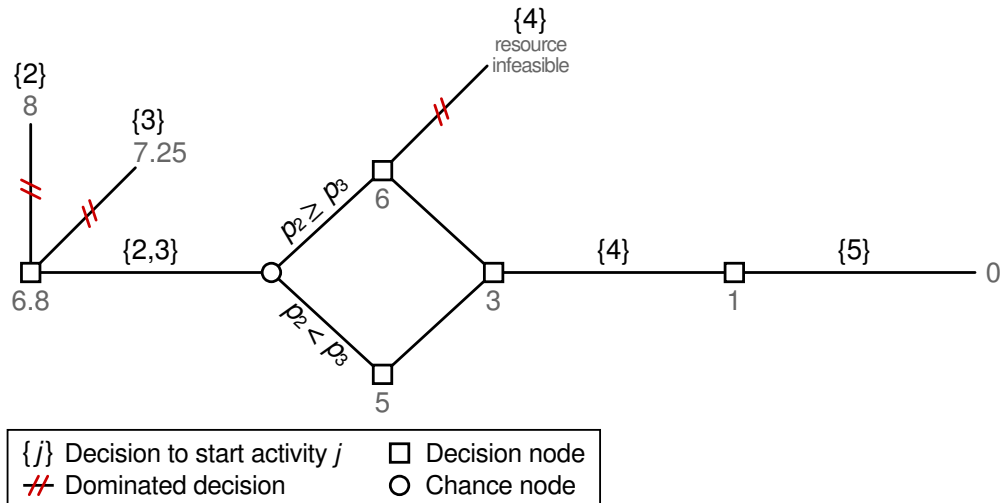 {4}
resource
infeasible
{2}
8
{3}
7.25
p₂ ≥ p₃
6
{2,3}
{4}
{5}
6.8
3
1
0
p₂ < p₃
5
{j} Decision to start activity j
Decision node
Dominated decision
Chance node